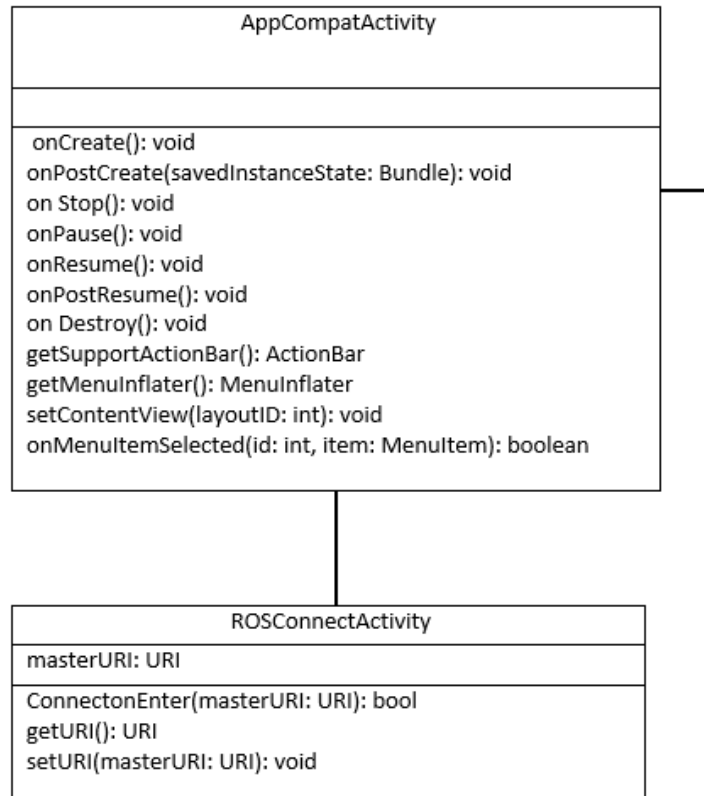 AppCompatActivity
onCreate(): void
onPostCreate(savedInstanceState: Bundle): void
on Stop(): void
onPause(): void
onResume(): void
onPostResume(): void
on Destroy(): void
getSupportActionBar(): ActionBar
getMenuInflater(): MenuInflater
setContentView(layoutID: int): void
onMenuItemSelected(id: int, item: MenuItem): boolean
ROSConnectActivity
masterURI: URI
ConnectonEnter(masterURI: URI): bool
getURI(): URI
setURI(masterURI: URI): void